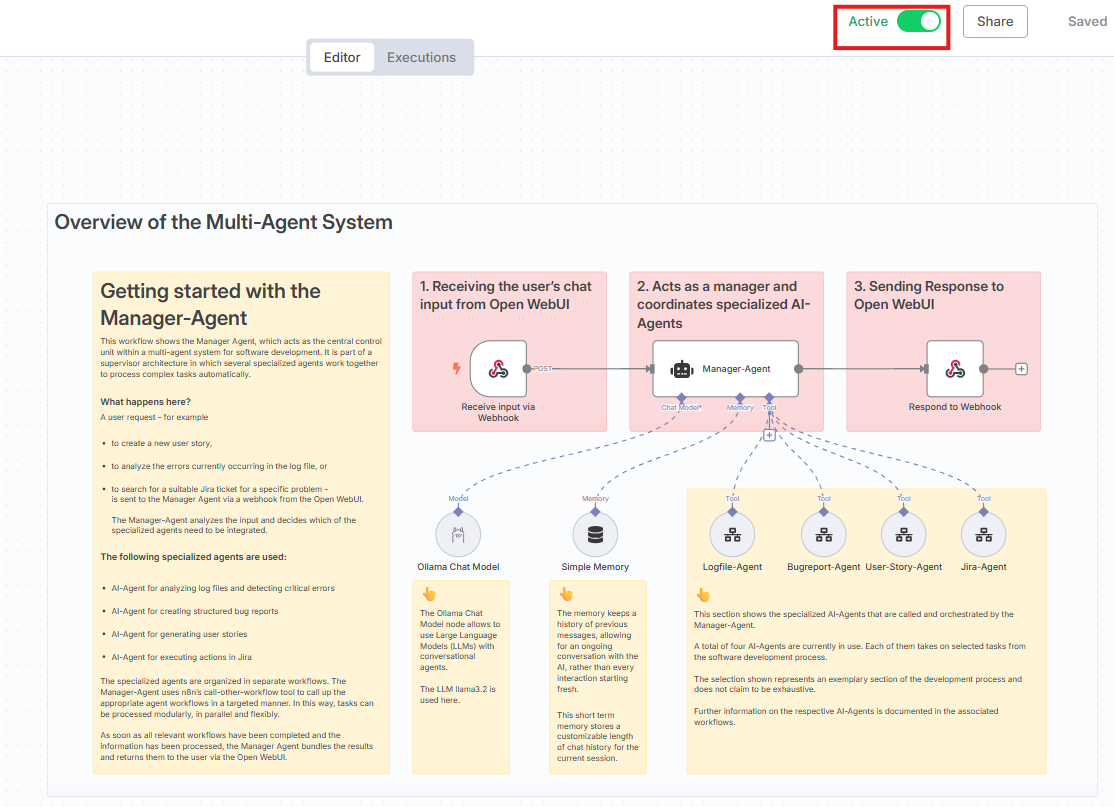 Active
Share
Saved
Editor
Executions
Overview of the Multi-Agent System
Getting started with the
Manager-Agent
This workflow shows the Manager Agent, which acts as the central control
unit within a multi-agent system for software development. It is part of a
supervisor architecture in which several specialized agents work together
to process complex tasks automatically.
What happens here?
A user request - for example
• to create a new user story,
• to analyze the errors currently occurring in the log file, or
• to search for a suitable Jira ticket for a specific problem –
is sent to the Manager Agent via a webhook from the Open WebUI.
The Manager-Agent analyzes the input and decides which of the
specialized agents need to be integrated.
The following specialized agents are used:
• AI-Agent for analyzing log files and detecting critical errors
• AI-Agent for creating structured bug reports
• AI-Agent for generating user stories
• AI-Agent for executing actions in Jira
The specialized agents are organized in separate workflows. The
Manager-Agent uses n8n's call-other-workflow tool to call up the
appropriate agent workflows in a targeted manner. In this way, tasks can
be processed modularly, in parallel and flexibly.
As soon as all relevant workflows have been completed and the
information has been processed, the Manager Agent bundles the results
and returns them to the user via the Open WebUI.
1. Receiving the user's chat
input from Open WebUI
POST
Receive input via
Webhook
2. Acts as a manager and
coordinates specialized AI-
Agents
Manager-Agent
Chat Model*
Memory
Tool
3. Sending Response to
Open WebUI
Respond to Webhook
Model
Ollama Chat Model
Memory
Simple Memory
Tool
Tool
Tool
Tool
Logfile-Agent
Bugreport-Agent
User-Story-Agent
Jira-Agent
The Ollama Chat
Model node allows to
use Large Language
Models (LLMs) with
conversational
agents.
The LLM llama3.2 is
used here.
The memory keeps a
history of previous
messages, allowing
for an ongoing
conversation with the
AI, rather than every
interaction starting
fresh.
This short term
memory stores a
customizable length
of chat history for the
current session.
This section shows the specialized AI-Agents that are called and orchestrated by the
Manager-Agent.
A total of four AI-Agents are currently in use. Each of them takes on selected tasks from
the software development process.
The selection shown represents an exemplary section of the development process and
does not claim to be exhaustive.
Further information on the respective AI-Agents is documented in the associated
workflows.